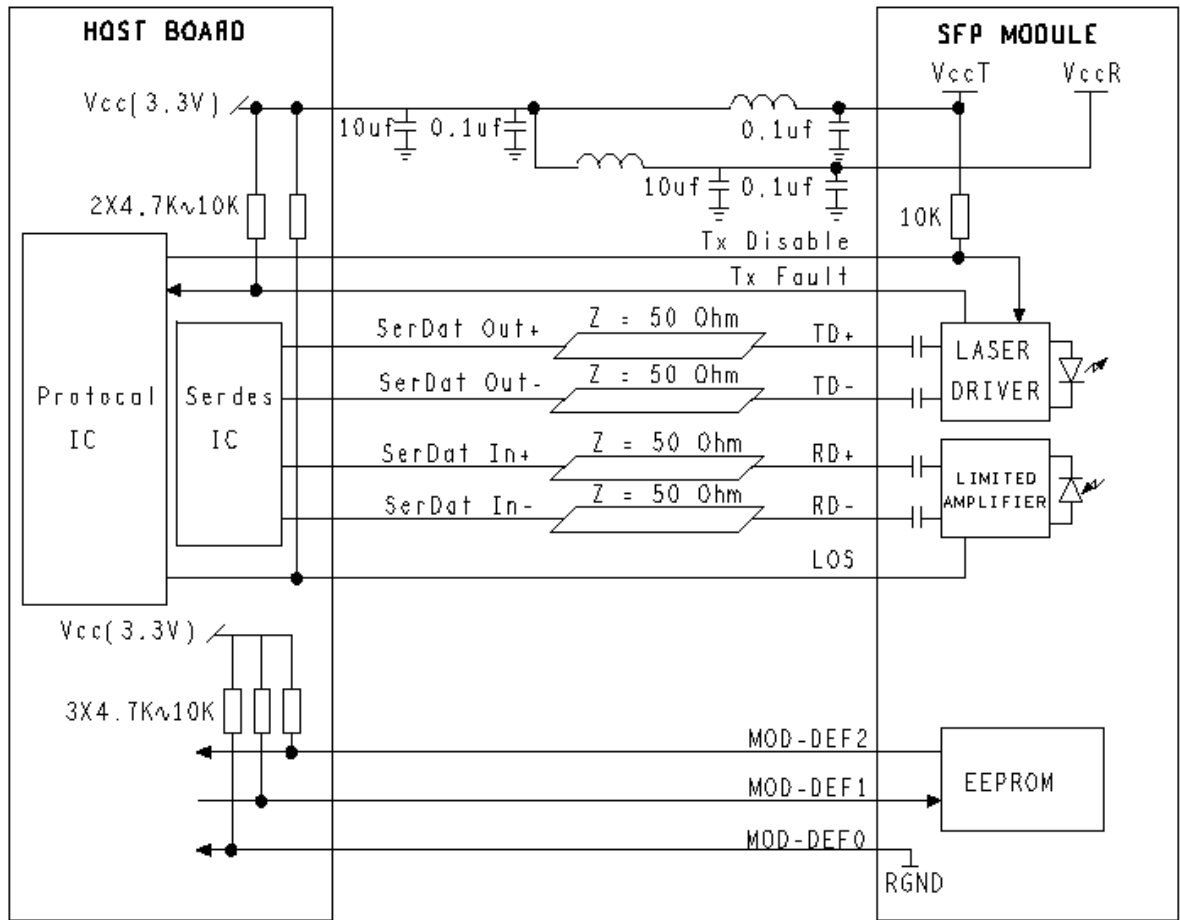 HOST BOARD
SFP MODULE
VccT
VccR
Vcc(3.3V)
10uf
0.1uf
0.1uf
10uf
0.1uf
2X4.7K~10K
10K
Tx Disable
Tx Fault
SerDat Out+
Z = 50 Ohm
TD+
SerDat Out-
Z = 50 Ohm
TD-
LASER
DRIVER
Protocal
IC
Serdes
IC
SerDat In+
Z = 50 Ohm
RD+
SerDat In-
Z = 50 Ohm
RD-
LIMITED
AMPLIFIER
LOS
Vcc(3.3V)
3X4.7K~10K
MOD-DEF2
MOD-DEF1
MOD-DEF0
EEPROM
RGND